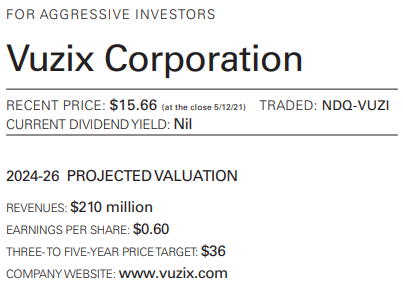 FOR AGGRESSIVE INVESTORS
Vuzix Corporation
RECENT PRICE: $15.66 (at the close 5/12/21) TRADED: NDQ-VUZI
CURRENT DIVIDEND YIELD: Nil
2024-26 PROJECTED VALUATION
REVENUES: $210 million
EARNINGS PER SHARE: $0.60
THREE- TO FIVE-YEAR PRICE TARGET: $36
COMPANY WEBSITE: www.vuzix.com